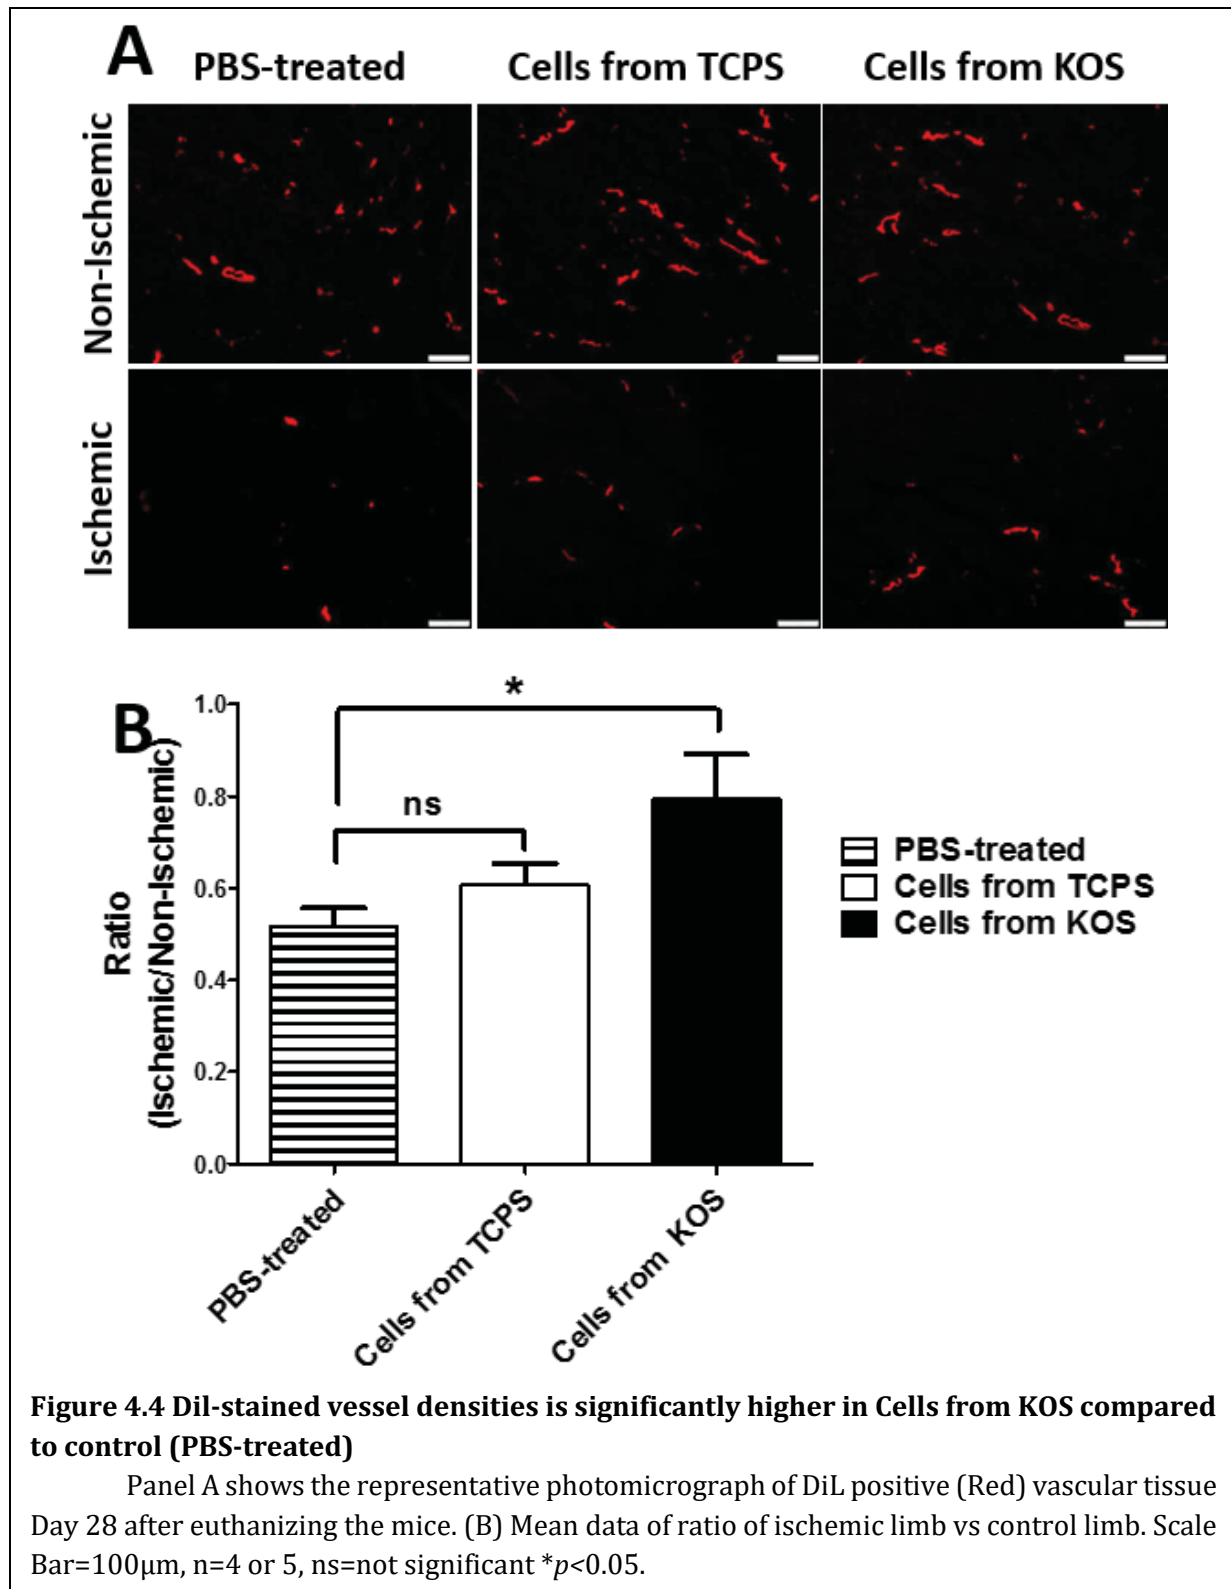 A
PBS-treated
Cells from TCPS
Cells from KOS
Non-Ischemic
Ischemic
B
Ratio
(Ischemic/Non-Ischemic)
1.0
0.8
0.6
0.4
0.2
0.0
*
ns
PBS-treated
Cells from TCPS
Cells from KOS
PBS-treated
Cells from TCPS
Cells from KOS
Figure 4.4 Dil-stained vessel densities is significantly higher in Cells from KOS compared
to control (PBS-treated)
Panel A shows the representative photomicrograph of DiL positive (Red) vascular tissue
Day 28 after euthanizing the mice. (B) Mean data of ratio of ischemic limb vs control limb. Scale
Bar=100µm, n=4 or 5, ns=not significant *p<0.05.